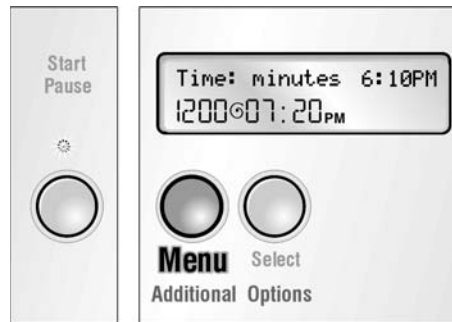 Start
Pause
Time: minutes 6:10PM
1200 07:20PM
Menu
Select
Additional Options